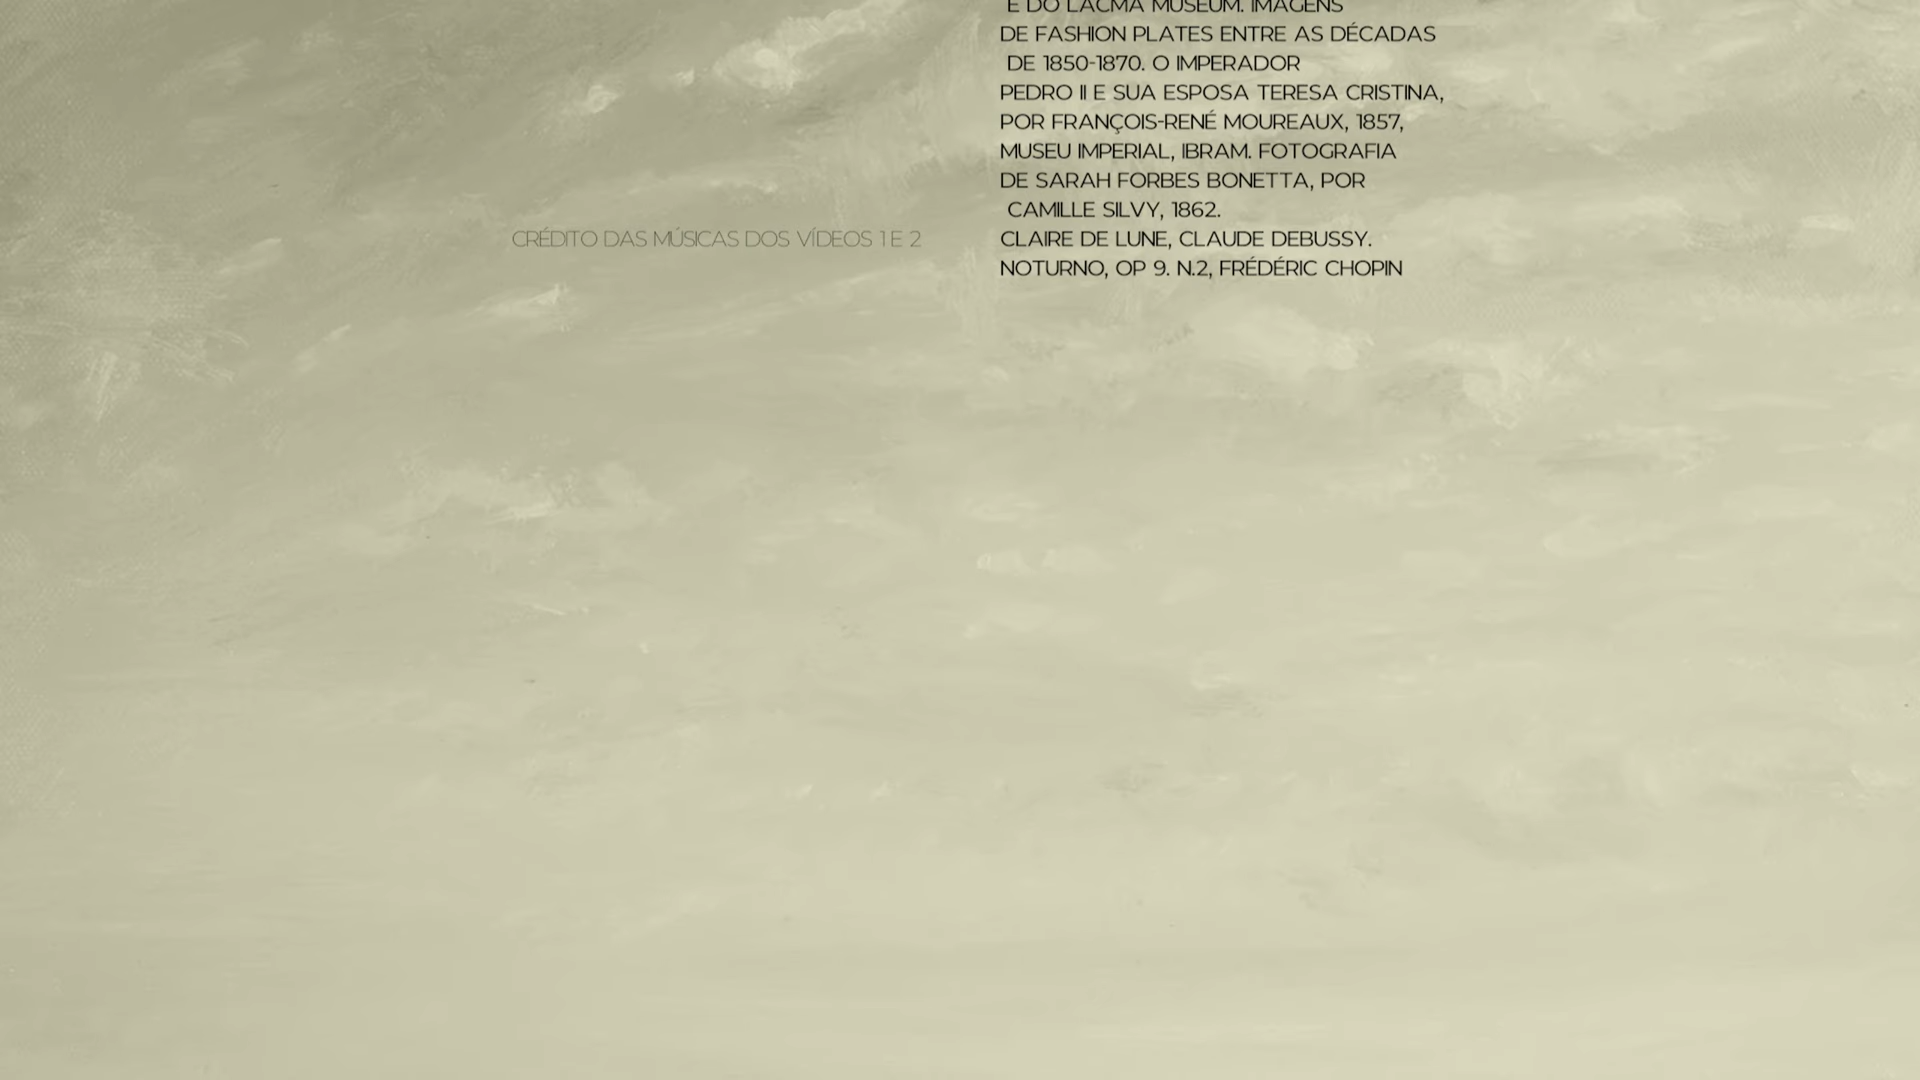 E DO LACMA MUSEUM. IMAGENS
DE FASHION PLATES ENTRE AS DÉCADAS
DE 1850-1870. O IMPERADOR
PEDRO II E SUA ESPOSA TERESA CRISTINA,
POR FRANÇOIS-RENÉ MOUREAUX, 1857,
MUSEU IMPERIAL, IBRAM. FOTOGRAFIA
DE SARAH FORBES BONETTA, POR
CAMILLE SILVY, 1862.
CRÉDITO DAS MÚSICAS DOS VÍDEOS 1 E 2
CLAIRE DE LUNE, CLAUDE DEBUSSY.
NOTURNO, OP 9. N.2, FRÉDÉRIC CHOPIN